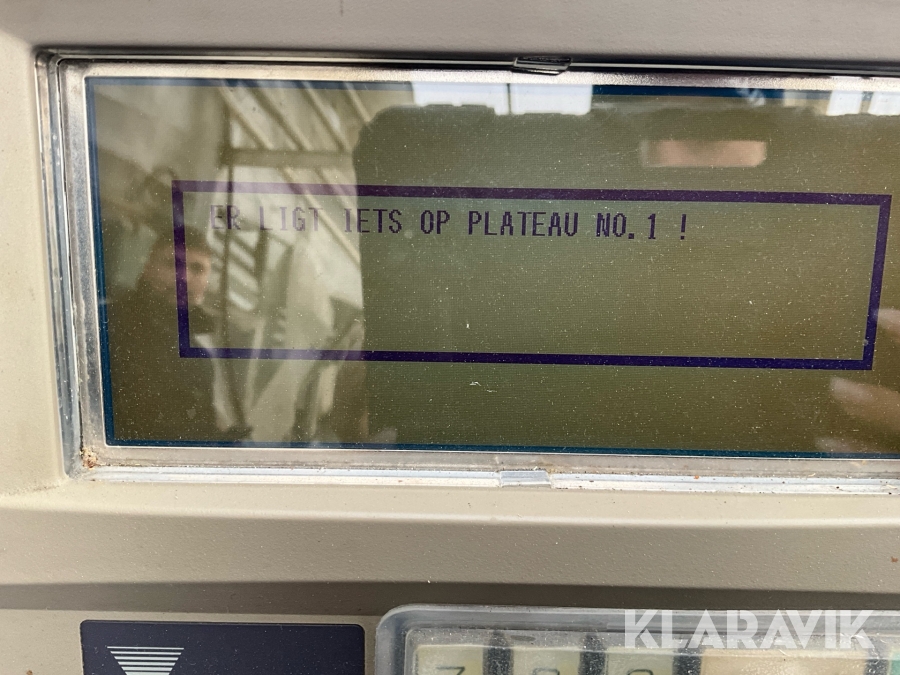 ER LIGT IETS OP PLATEAU NO.1 !
KLARAVIK